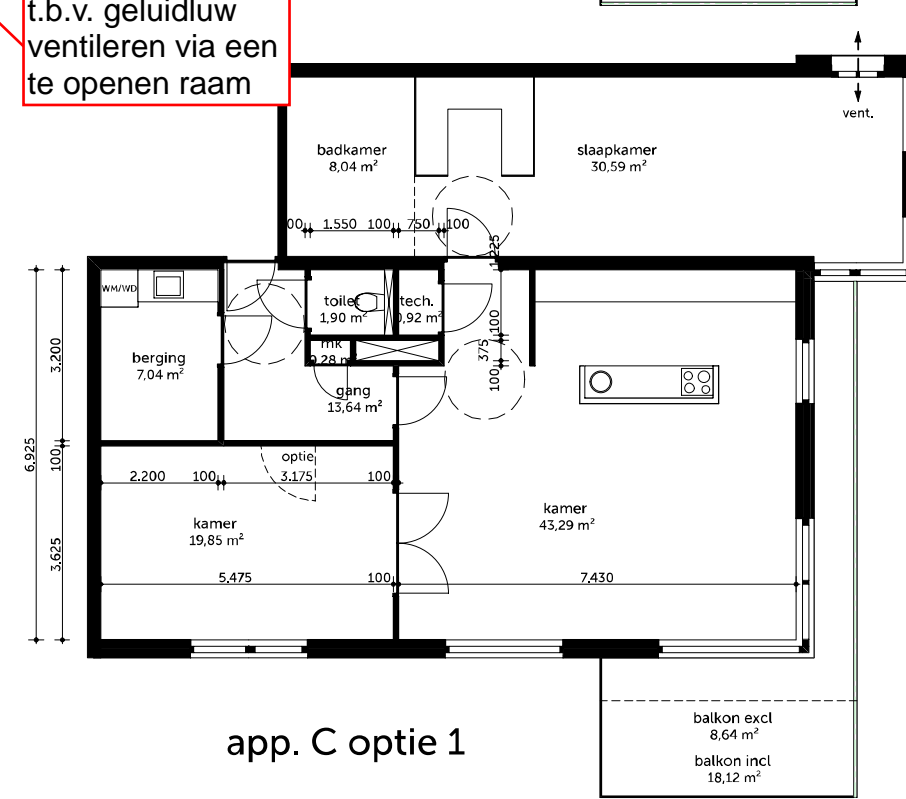 t.b.v. geluidluw
ventileren via een
te openen raam
vent.
badkamer
8,04 m²
slaapkamer
30,59 m²
00
1.550
100
750
100
1.225
WM/WD
toilet
1,90 m²
tech.
0,92 m²
mk
0,28 m²
100
375
100
berging
7,04 m²
gang
13,64 m²
3.200
100
6.925
3.625
optie
2.200
100
3.175
100
kamer
19,85 m²
kamer
43,29 m²
5.475
100
7.430
balkon excl
8,64 m²
balkon incl
18,12 m²
app. C optie 1